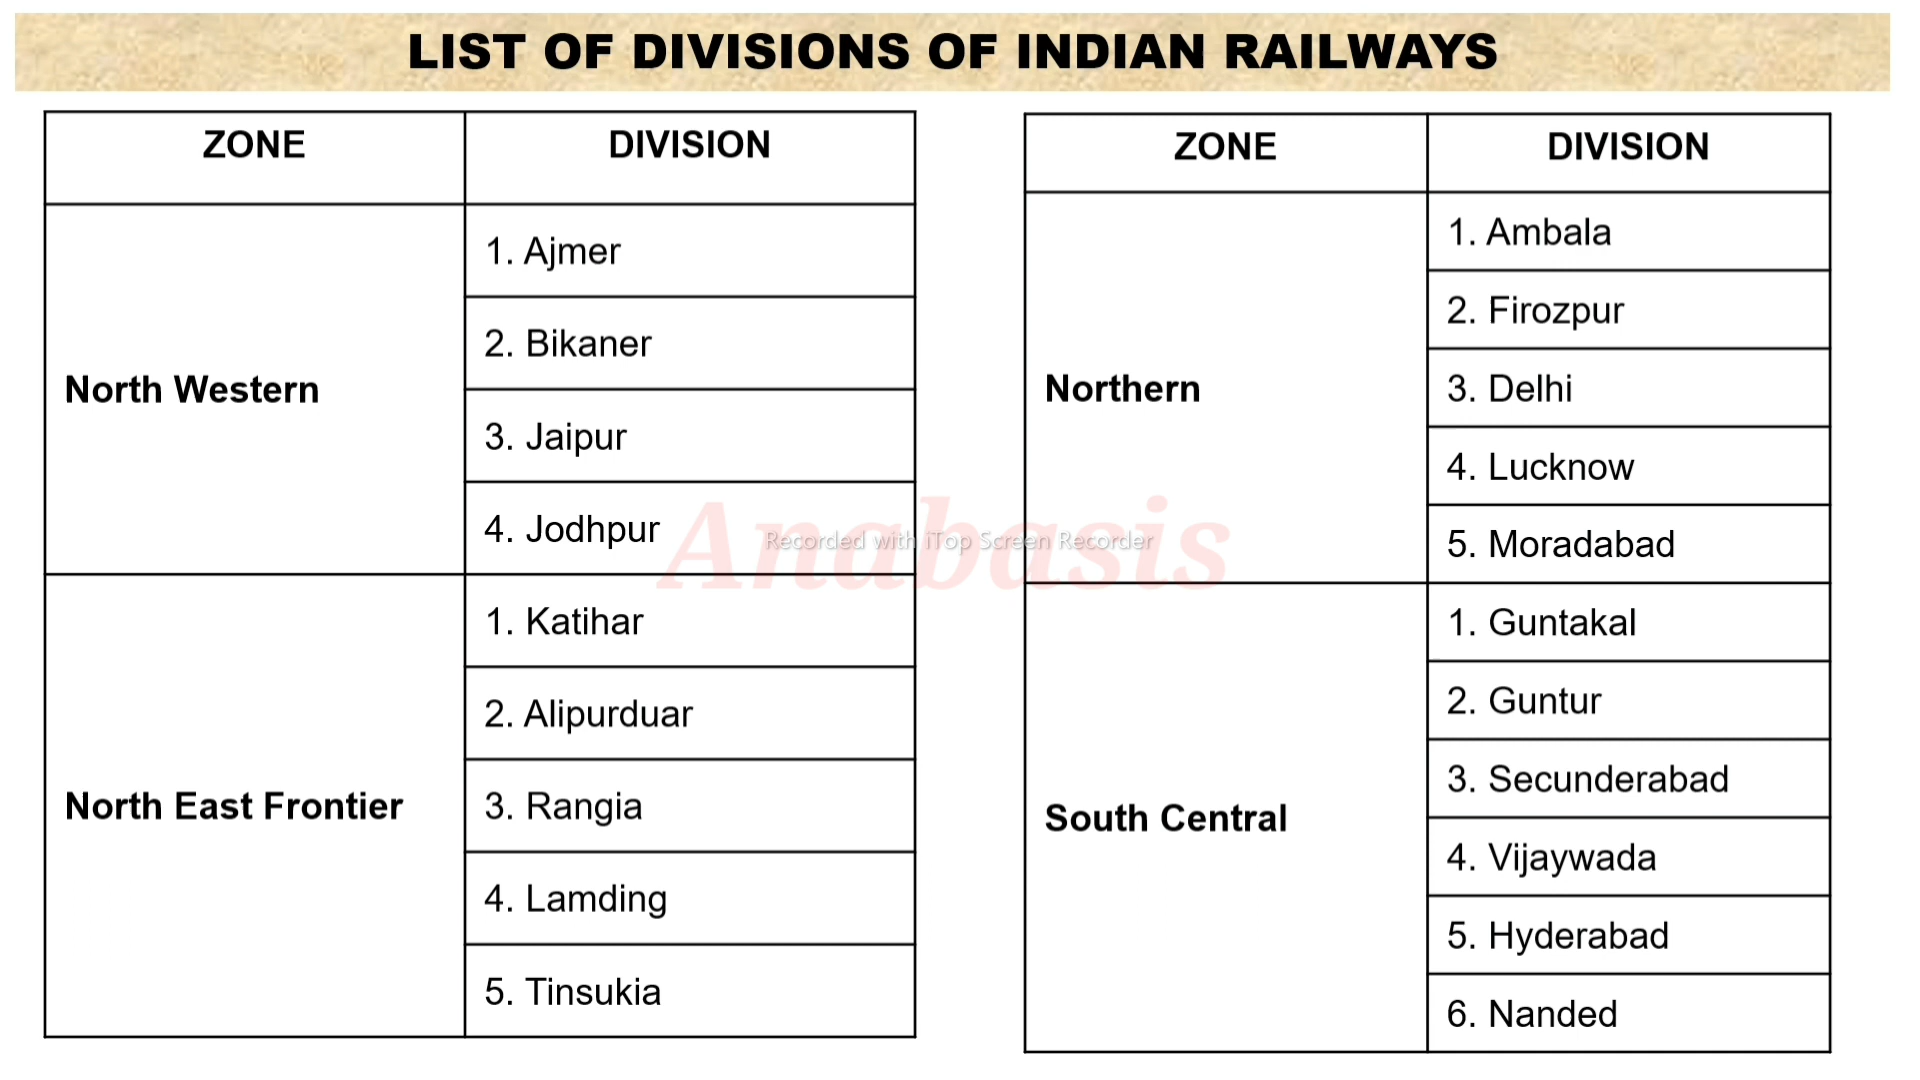 LIST OF DIVISIONS OF INDIAN RAILWAYS
ZONE DIVISION
North Western
1. Ajmer
2. Bikaner
3. Jaipur
4. Jodhpur
North East Frontier
1. Katihar
2. Alipurduar
3. Rangia
4. Lamding
5. Tinsukia
ZONE DIVISION
Northern
1. Ambala
2. Firozpur
3. Delhi
4. Lucknow
5. Moradabad
South Central
1. Guntakal
2. Guntur
3. Secunderabad
4. Vijaywada
5. Hyderabad
6. Nanded
Anabasis
Recorded with iTop Screen Recorder